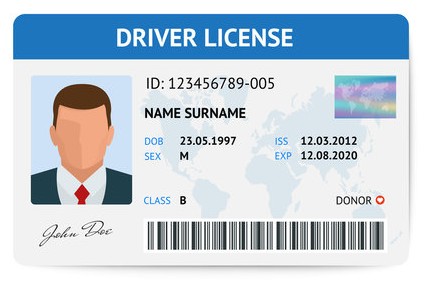 DRIVER LICENSE
ID: 123456789-005
NAME SURNAME
DOB 23.05.1997 ISS 12.03.2012
SEX M EXP 12.08.2020
CLASS B DONOR
John Doe